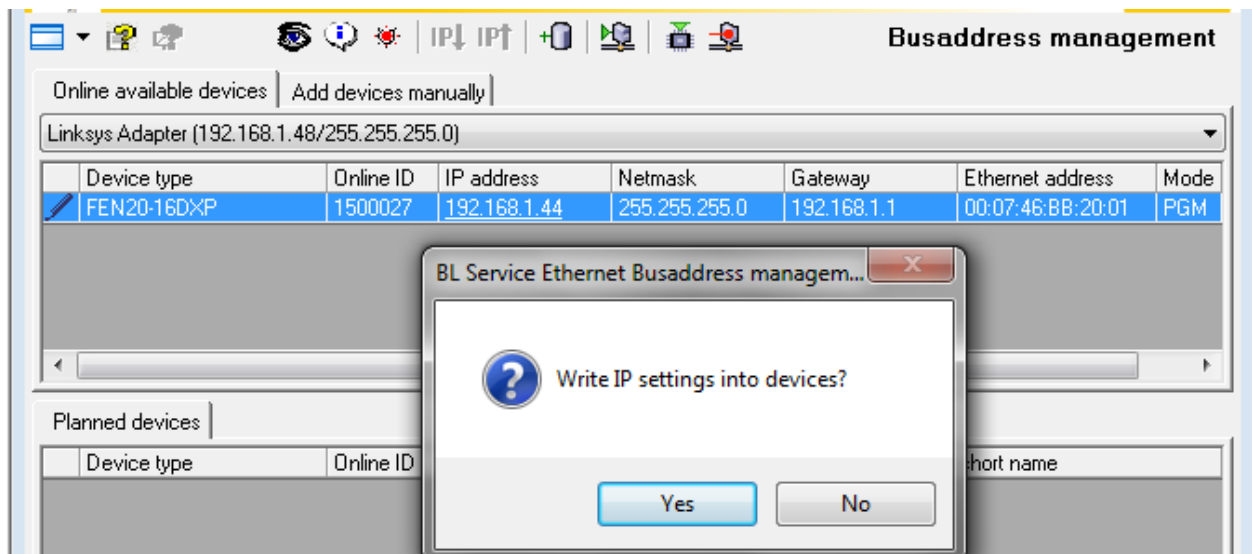 IP IP Busaddress management
Online available devices Add devices manually
Linksys Adapter (192.168.1.48/255.255.255.0)
Device type Online ID IP address Netmask Gateway Ethernet address Mode
FEN20-16DXP 1500027 192.168.1.44 255.255.255.0 192.168.1.1 00:07:46:BB:20:01 PGM
BL Service Ethernet Busaddress managem...
Write IP settings into devices?
Planned devices
Device type Online ID short name
Yes No